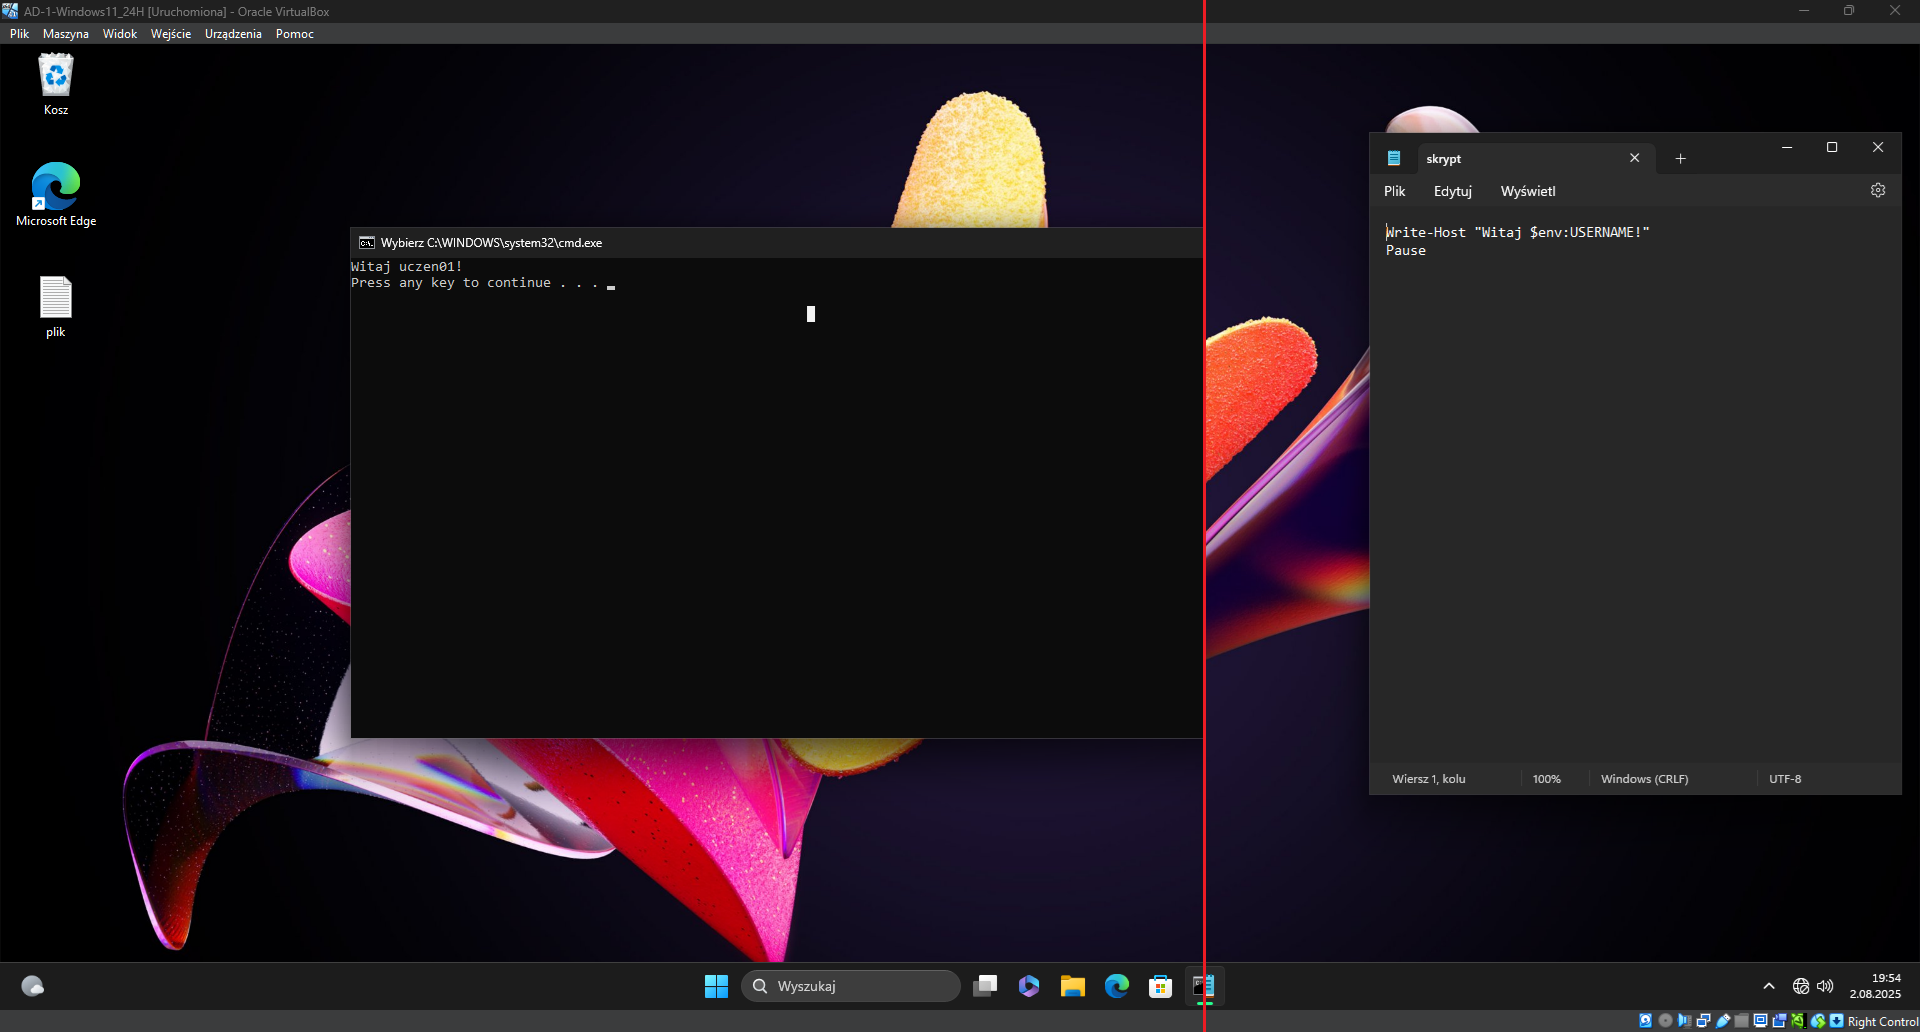 AD-1-Windows11_24H [Uruchomiona] - Oracle VirtualBox
Plik Maszyna Widok Wejście Urządzenia Pomoc
Kosz
Microsoft Edge
plik
Wybierz C:\WINDOWS\system32\cmd.exe
Witaj uczen01!
Press any key to continue . . .
skrypt
Plik Edytuj Wyświetl
Write-Host "Witaj $env:USERNAME!"
Pause
Wiersz 1, kolu 100% Windows (CRLF) UTF-8
Wyszukaj
19:54
2.08.2025
Right Control